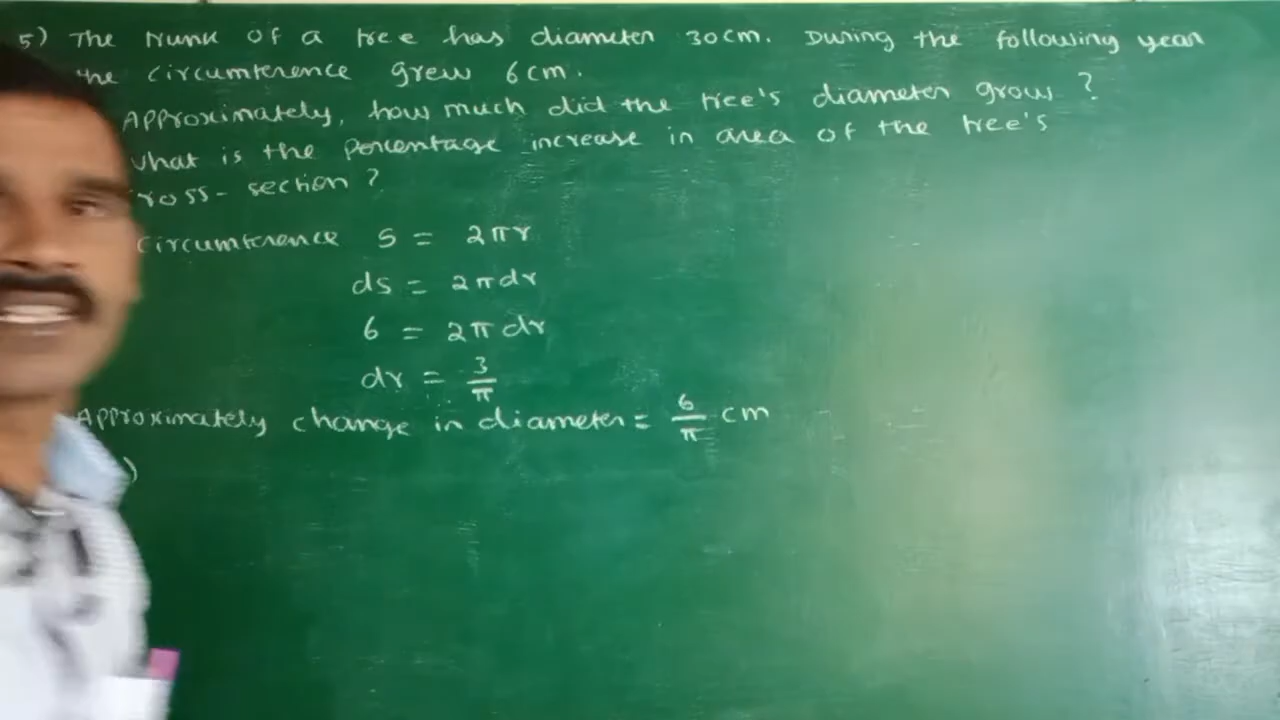 5) The trunk of a tree has diameter 30cm. During the following year
the circumference grew 6cm.
Approximately, how much did the tree's diameter grow?
What is the percentage increase in area of the tree's
ross-section?
Circumference S = 2πr
ds = 2πdr
6 = 2πdr
dr = 3/π
Approximately change in diameter = 6/π cm
)